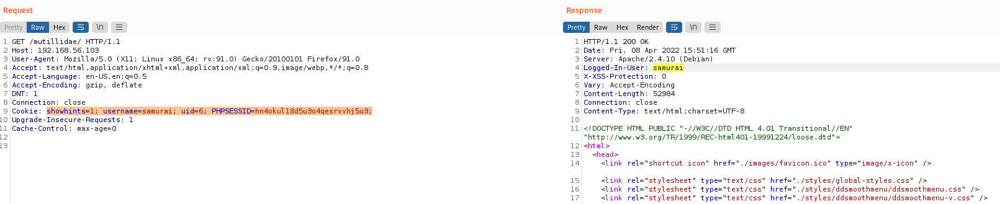 Request
Pretty Raw Hex \n
1 GET /mutillidae/ HTTP/1.1
2 Host: 192.168.56.103
3 User-Agent: Mozilla/5.0 (X11; Linux x86_64; rv:91.0) Gecko/20100101 Firefox/91.0
4 Accept: text/html,application/xhtml+xml,application/xml;q=0.9,image/webp,*/*;q=0.8
5 Accept-Language: en-US,en;q=0.5
6 Accept-Encoding: gzip, deflate
7 DNT: 1
8 Connection: close
9 Cookie: showhints=1; username=samurai; uid=6; PHPSESSID=hn4okul18d5u3o4qesrvvhj5u3;
10 Upgrade-Insecure-Requests: 1
11 Cache-Control: max-age=0
12
13
Response
Pretty Raw Hex Render \n
1 HTTP/1.1 200 OK
2 Date: Fri, 08 Apr 2022 15:51:16 GMT
3 Server: Apache/2.4.10 (Debian)
4 Logged-In-User: samurai
5 X-XSS-Protection: 0
6 Vary: Accept-Encoding
7 Content-Length: 52984
8 Connection: close
9 Content-Type: text/html;charset=UTF-8
10
11 <!DOCTYPE HTML PUBLIC "-//W3C//DTD HTML 4.01 Transitional//EN"
"http://www.w3.org/TR/1999/REC-html401-19991224/loose.dtd">
12 <html>
13 <head>
14 <link rel="shortcut icon" href="./images/favicon.ico" type="image/x-icon" />
15 <link rel="stylesheet" type="text/css" href="./styles/global-styles.css" />
16 <link rel="stylesheet" type="text/css" href="./styles/ddsmoothmenu/ddsmoothmenu.css" />
17 <link rel="stylesheet" type="text/css" href="./styles/ddsmoothmenu/ddsmoothmenu-v.css" />